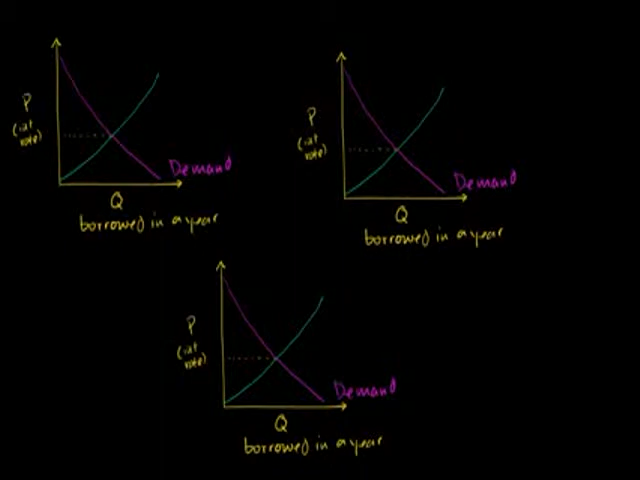 P
(int
rate)
Demand
Q
borrowed in a year
P
(int
rate)
Demand
Q
borrowed in a year
P
(int
rate)
Demand
Q
borrowed in a year